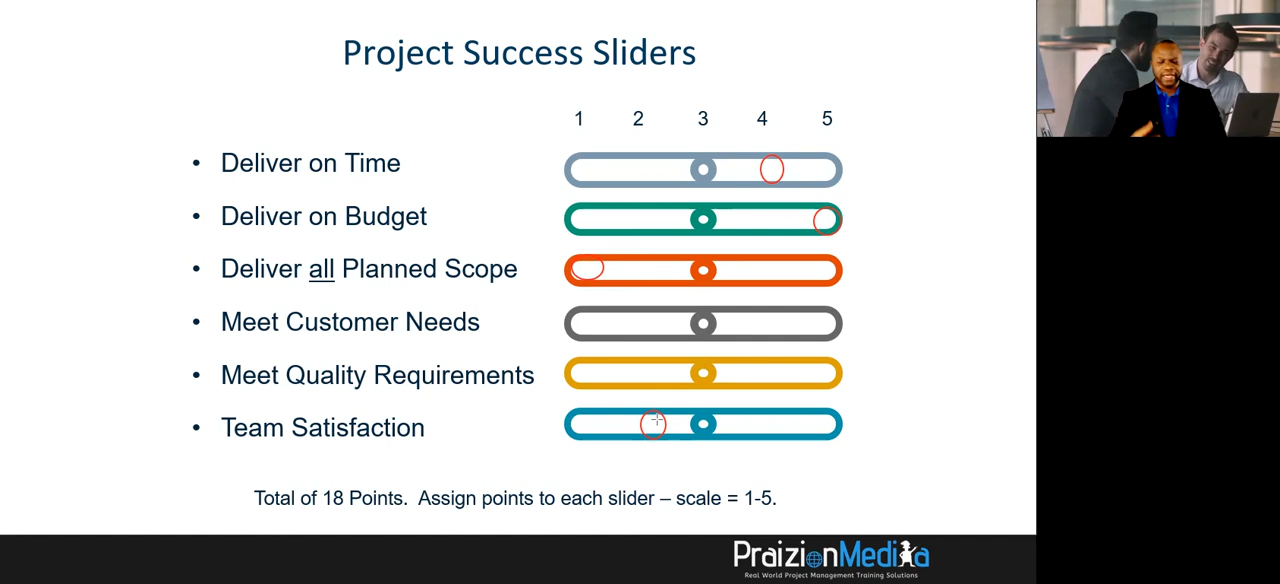 Project Success Sliders
1 2 3 4 5
• Deliver on Time
• Deliver on Budget
• Deliver all Planned Scope
• Meet Customer Needs
• Meet Quality Requirements
• Team Satisfaction
Total of 18 Points. Assign points to each slider – scale = 1-5.
PraizionMedia
Real World Project Management Training Solutions